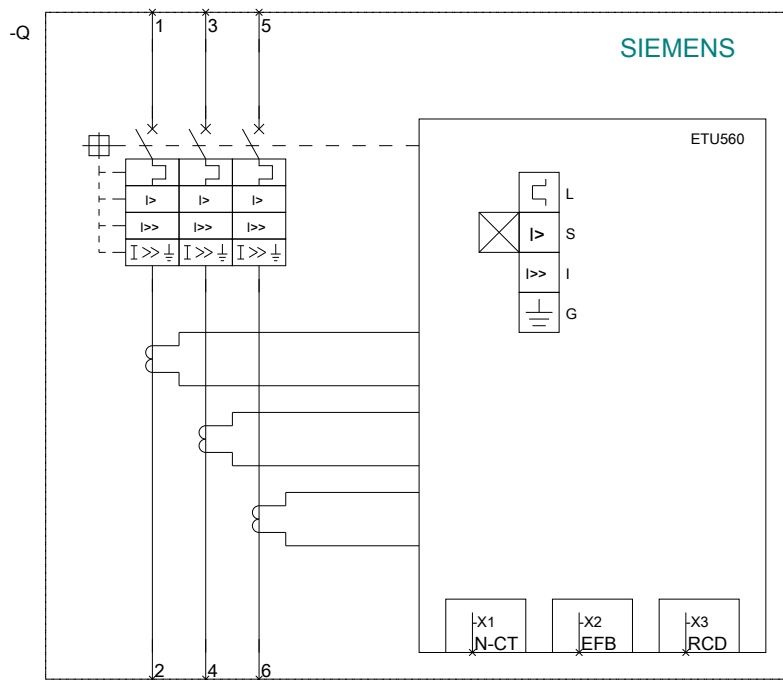 1 3 5
-Q
SIEMENS
ETU560
L
I> I> I> I> S
I>> I>> I>> I>> I
I >> I >> I >> G
-X1 -X2 -X3
N-CT EFB RCD
2 4 6